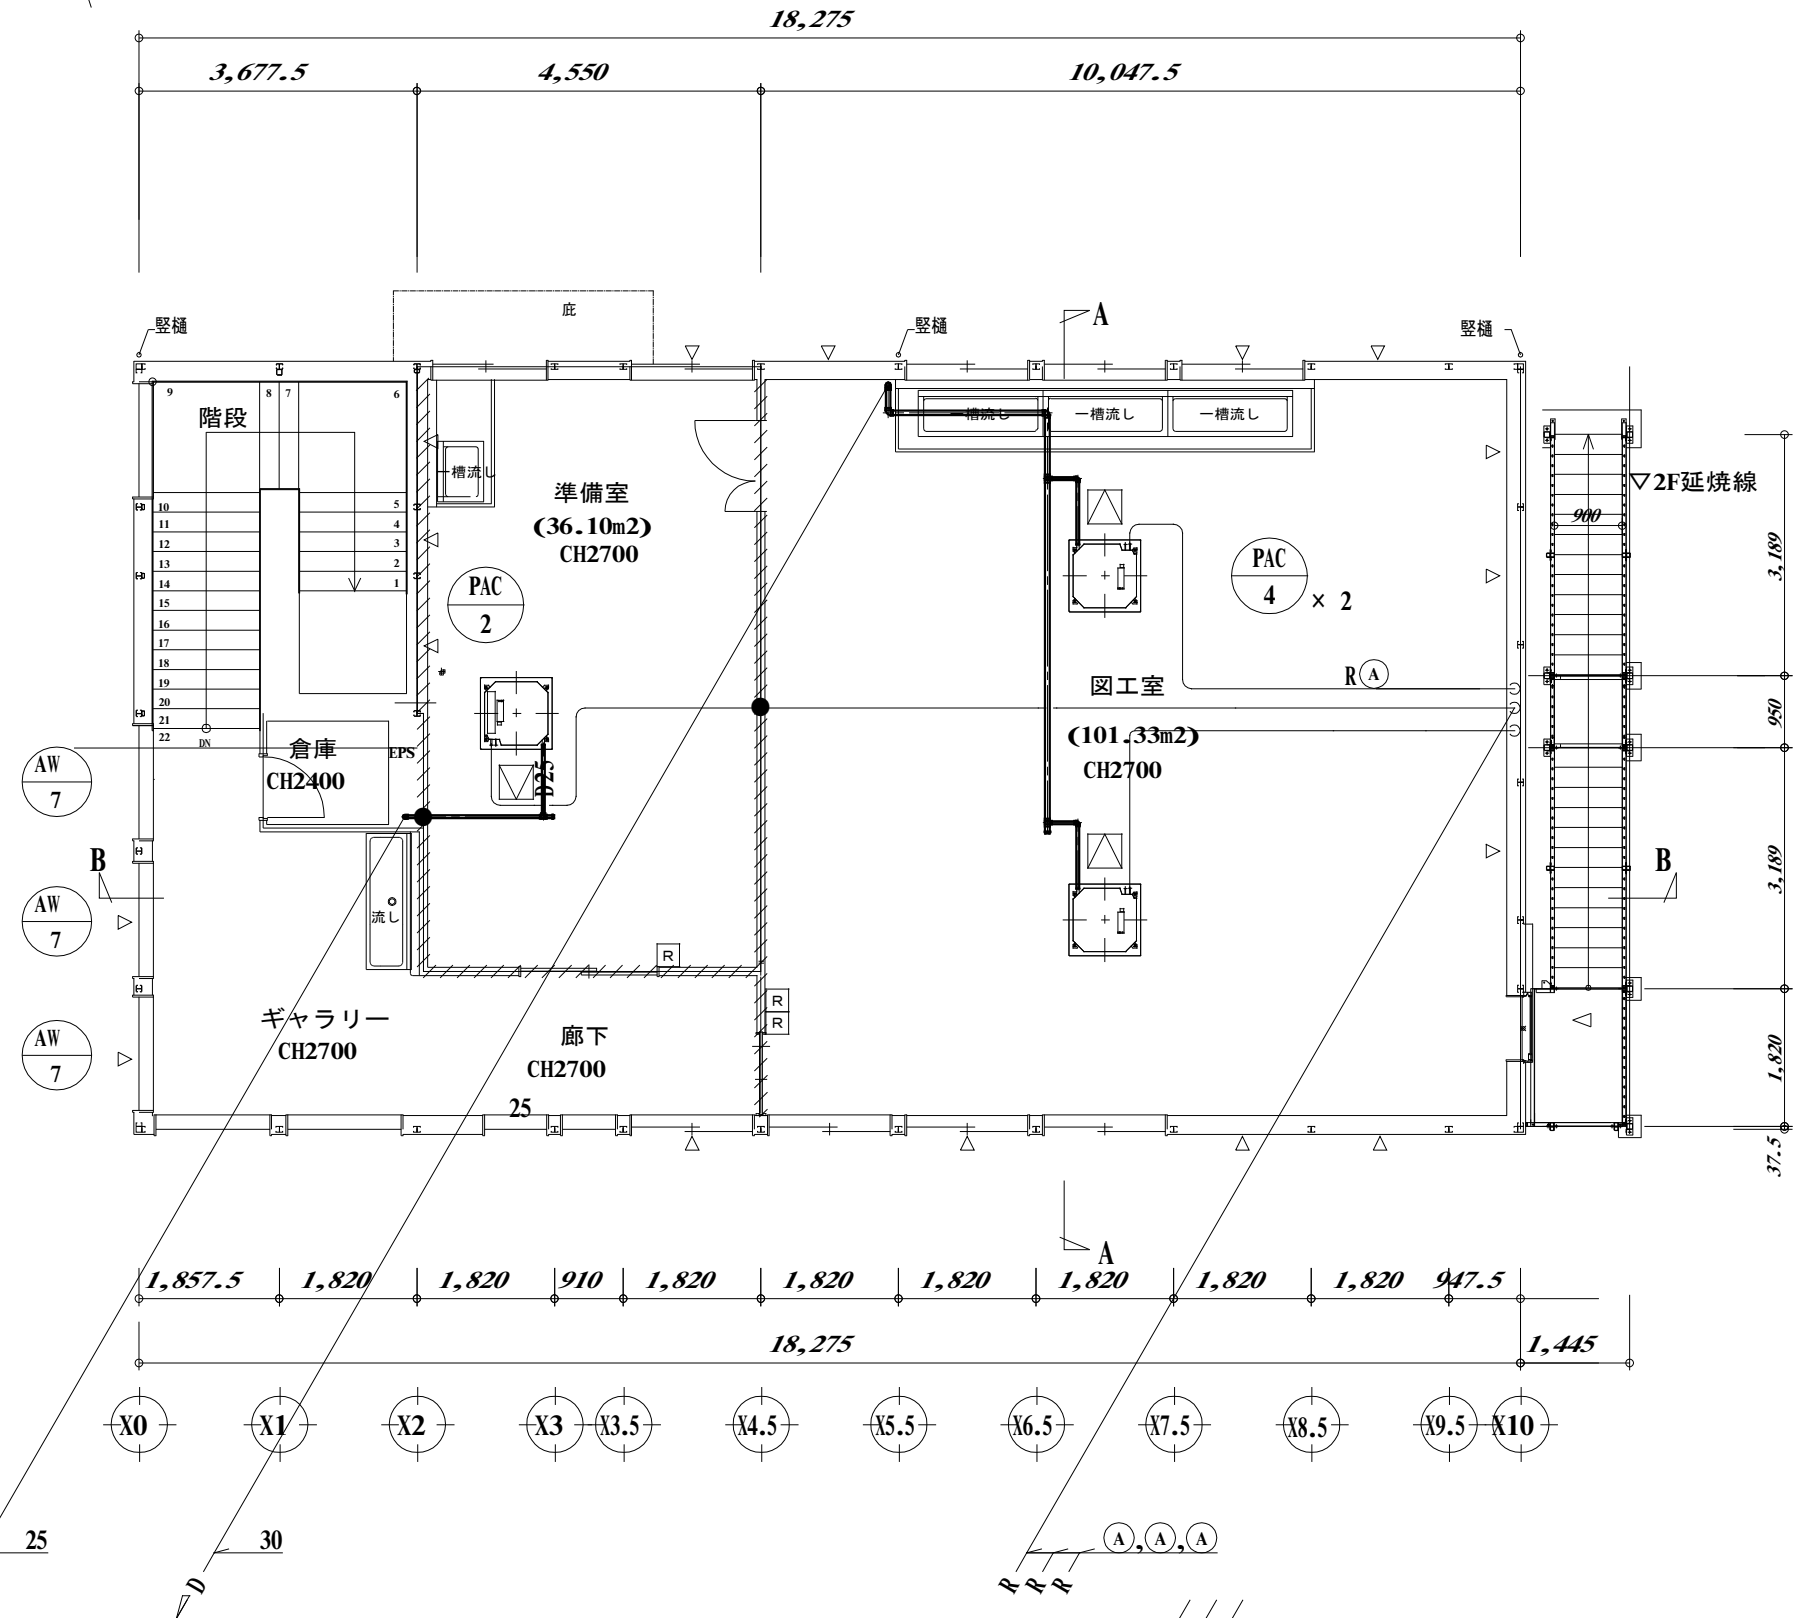 18,275
3,677.5
4,550
10,047.5
庇
竪樋
竪樋
竪樋
A
9
8
7
6
階段
一槽流し
一槽流し
一槽流し
一槽流し
準備室
(36.10m2)
CH2700
▽2F延焼線
900
10
11
12
13
14
15
16
17
18
19
20
21
22
5
4
3
2
1
DN
PAC
2
PAC
4
× 2
3,189
950
3,189
1,820
37.5
R
A
図工室
(101.33m2)
CH2700
倉庫
CH2400
EPS
D25
AW
7
AW
7
AW
7
B
B
流し
R
R
R
ギャラリー
CH2700
廊下
CH2700
25
A
1,857.5
1,820
1,820
910
1,820
1,820
1,820
1,820
1,820
1,820
947.5
18,275
1,445
X0
X1
X2
X3
X3.5
X4.5
X5.5
X6.5
X7.5
X8.5
X9.5
X10
25
30
A,A,A
D
R
R
R